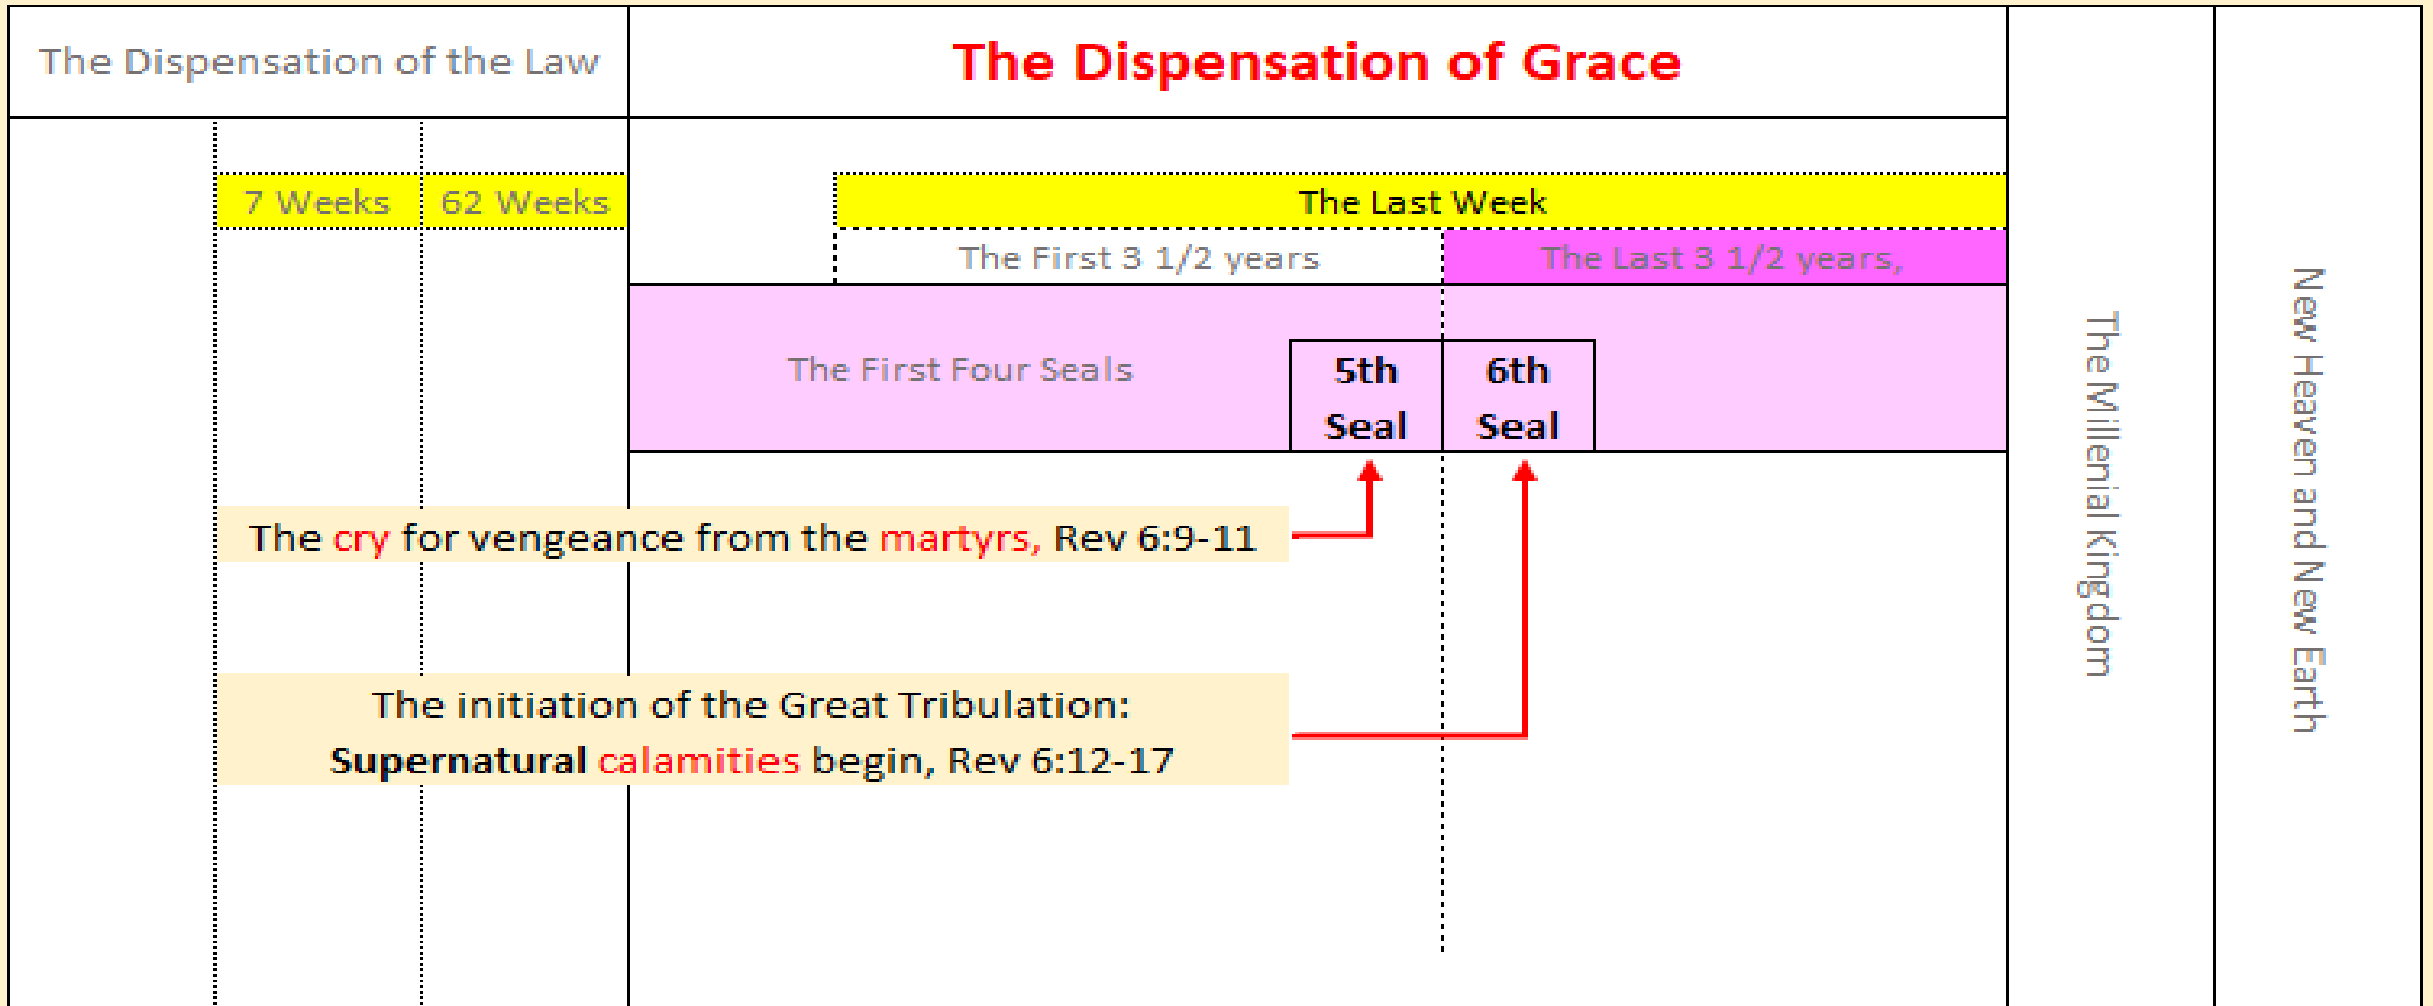 The Dispensation of the Law
The Dispensation of Grace
7 Weeks
62 Weeks
The Last Week
The First 3 1/2 years
The Last 3 1/2 years,
The First Four Seals
5th
Seal
6th
Seal
The cry for vengeance from the martyrs, Rev 6:9-11
The initiation of the Great Tribulation:
Supernatural calamities begin, Rev 6:12-17
The Millenial Kingdom
New Heaven and New Earth